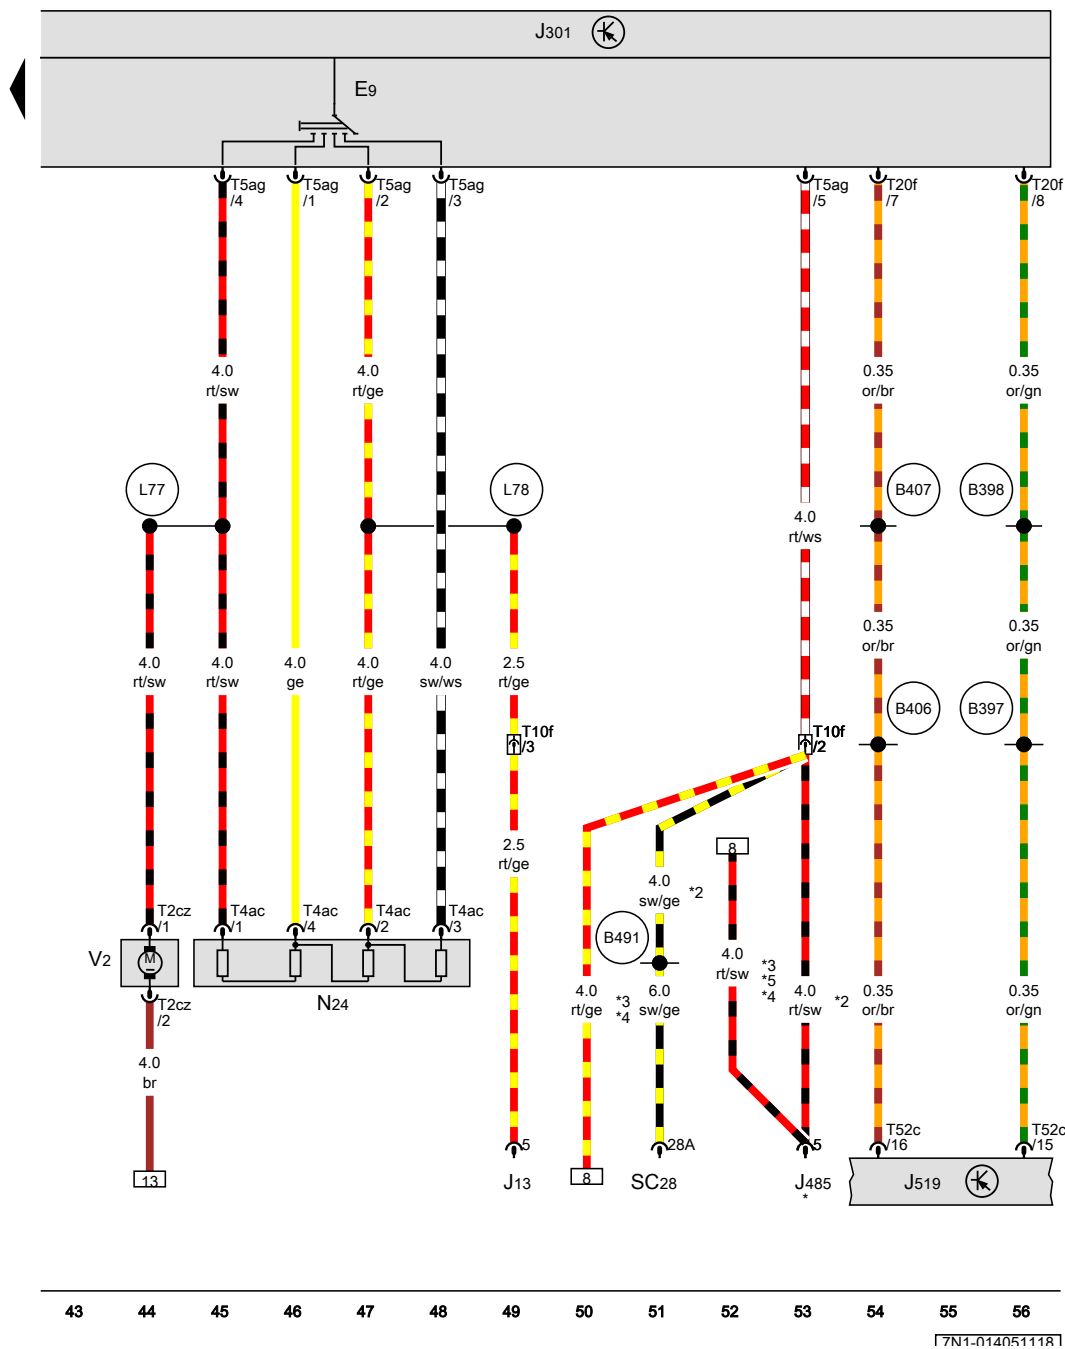 J301
E9
T5ag T5ag T5ag T5ag T5ag T20f T20f
/4 /1 /2 /3 /5 /7 /8
4.0 4.0 0.35 0.35
rt/sw rt/ge or/br or/gn
L77 L78 B407 B398
4.0
rt/ws
0.35 0.35
or/br or/gn
4.0 4.0 4.0 4.0 4.0 2.5
rt/sw rt/sw ge rt/ge sw/ws rt/ge
B406 B397
T10f T10f
/3 /2
2.5 8
rt/ge
4.0
sw/ge *2
T2cz T4ac T4ac T4ac T4ac
/1 /1 /4 /2 /3
B491
V2 M
4.0 *3
rt/sw *5
*4
N24
T2cz
/2
4.0 *3 6.0 4.0 *2 0.35 0.35
rt/ge *4 sw/ge rt/sw or/br or/gn
4.0
br
T52c T52c
5 28A 5 /16 /15
13 J13 8 SC28 J485 J519
*
43 44 45 46 47 48 49 50 51 52 53 54 55 56
7N1-014051118